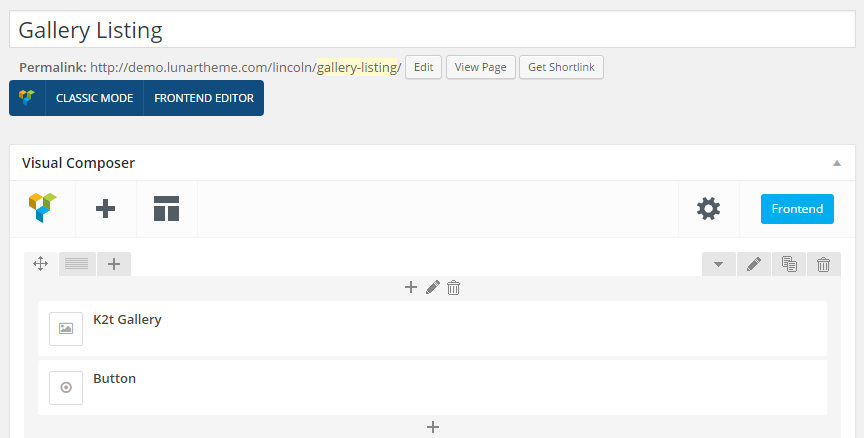 Gallery Listing
Permalink: http://demo.lunartheme.com/lincoln/gallery-listing/ Edit View Page Get Shortlink
CLASSIC MODE FRONTEND EDITOR
Visual Composer
Frontend
K2t Gallery
Button